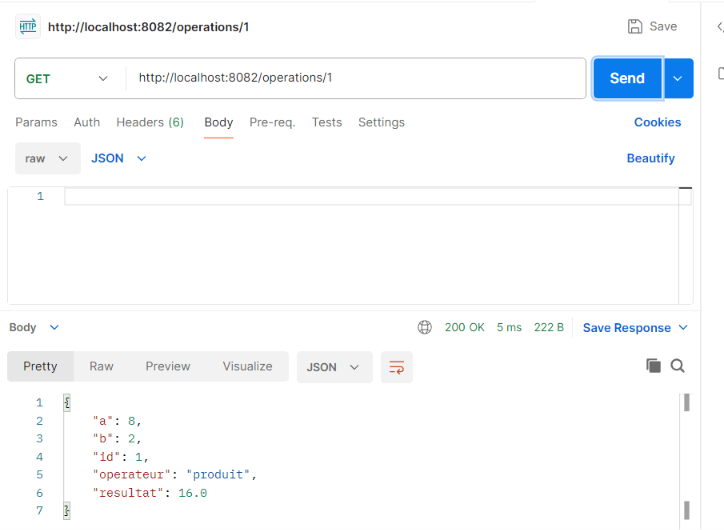 HTTP http://localhost:8082/operations/1 Save
GET http://localhost:8082/operations/1 Send
Params Auth Headers (6) Body Pre-req. Tests Settings Cookies
raw JSON Beautify
1
Body 200 OK 5 ms 222 B Save Response
Pretty Raw Preview Visualize JSON
1 {
2 "a": 8,
3 "b": 2,
4 "id": 1,
5 "operateur": "produit",
6 "resultat": 16.0
7 }